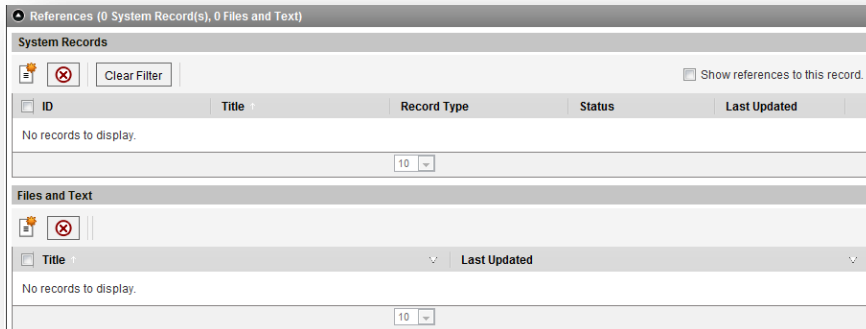 References (0 System Record(s), 0 Files and Text)
System Records
Clear Filter
Show references to this record.
ID Title Record Type Status Last Updated
No records to display.
10
Files and Text
Title Last Updated
No records to display.
10